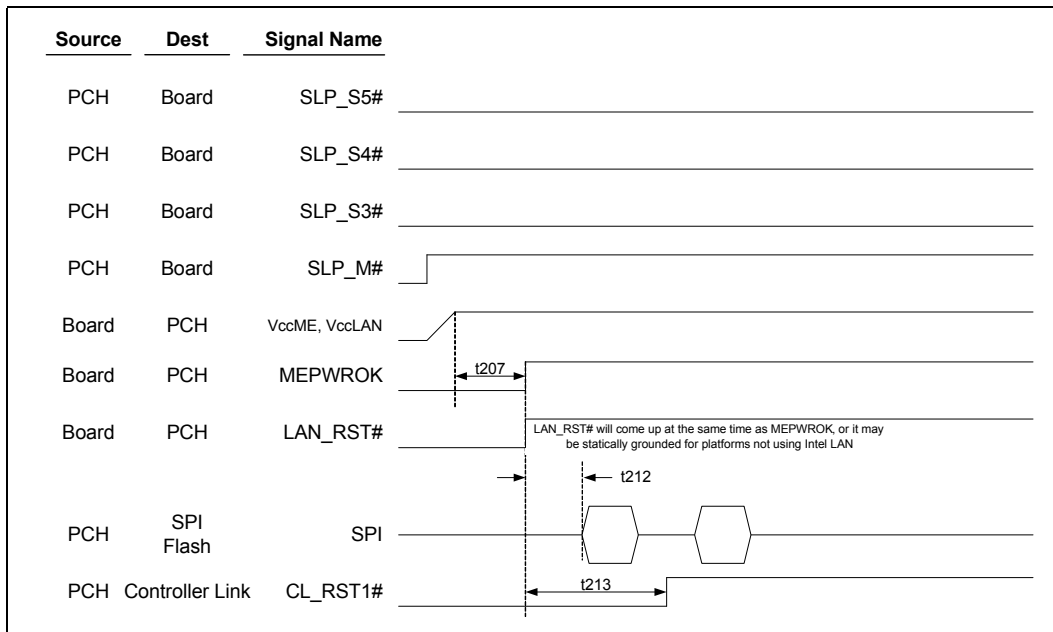 Source Dest Signal Name
PCH Board SLP_S5#
PCH Board SLP_S4#
PCH Board SLP_S3#
PCH Board SLP_M#
Board PCH VccME, VccLAN
Board PCH MEPWROK
t207
Board PCH LAN_RST#
LAN_RST# will come up at the same time as MEPWROK, or it may
be statically grounded for platforms not using Intel LAN
t212
PCH SPI
Flash SPI
PCH Controller Link CL_RST1#
t213